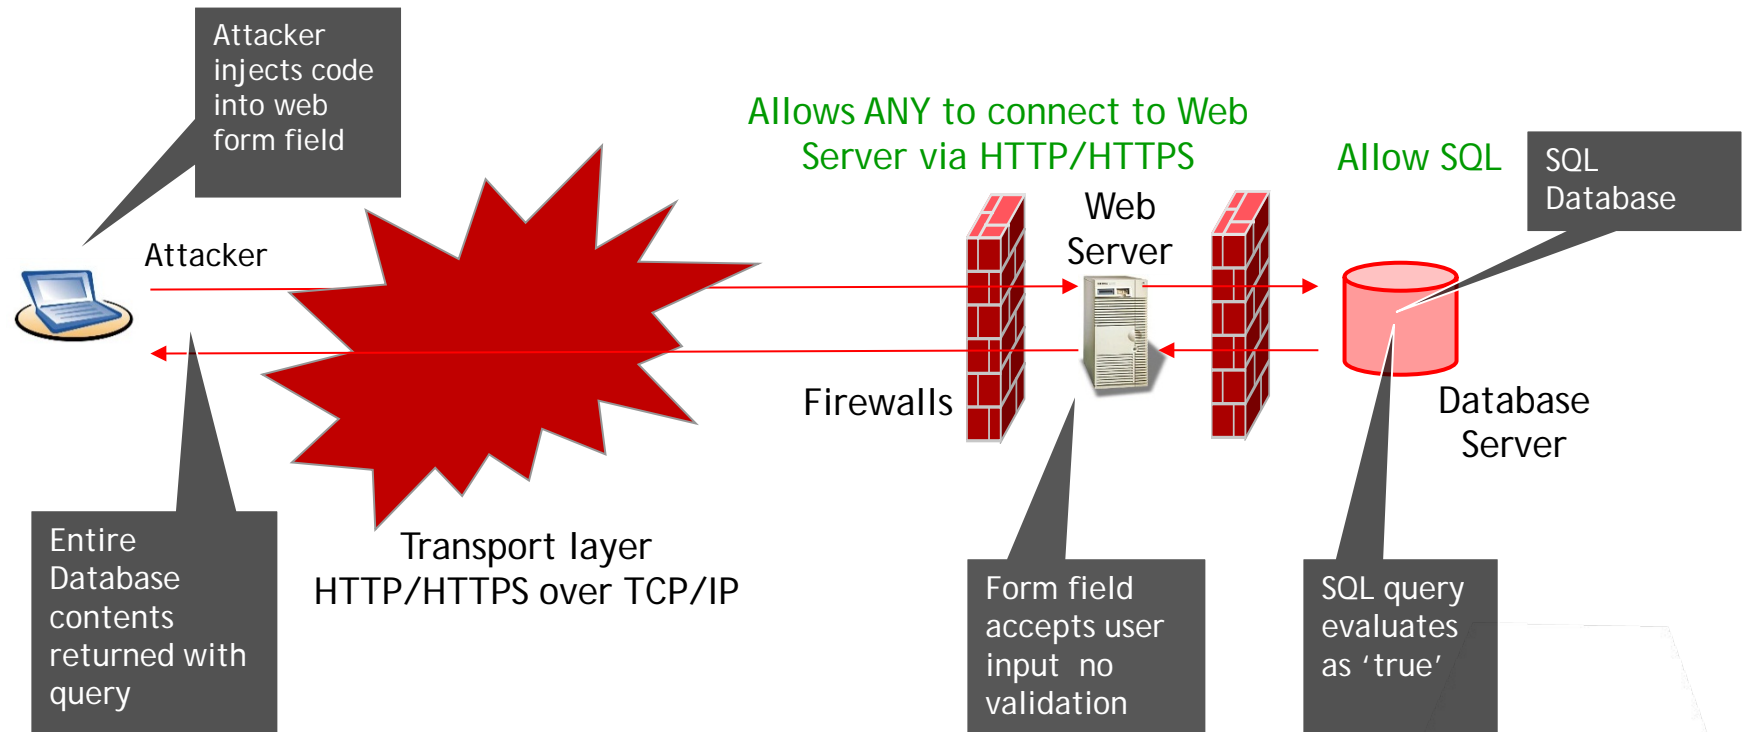 Attacker
injects code
into web
form field
Allows ANY to connect to Web
Server via HTTP/HTTPS
Allow SQL
SQL
Database
Web
Server
Attacker
Firewalls
Database
Server
Transport layer
HTTP/HTTPS over TCP/IP
Entire
Database
contents
returned with
query
Form field
accepts user
input no
validation
SQL query
evaluates
as ‘true’